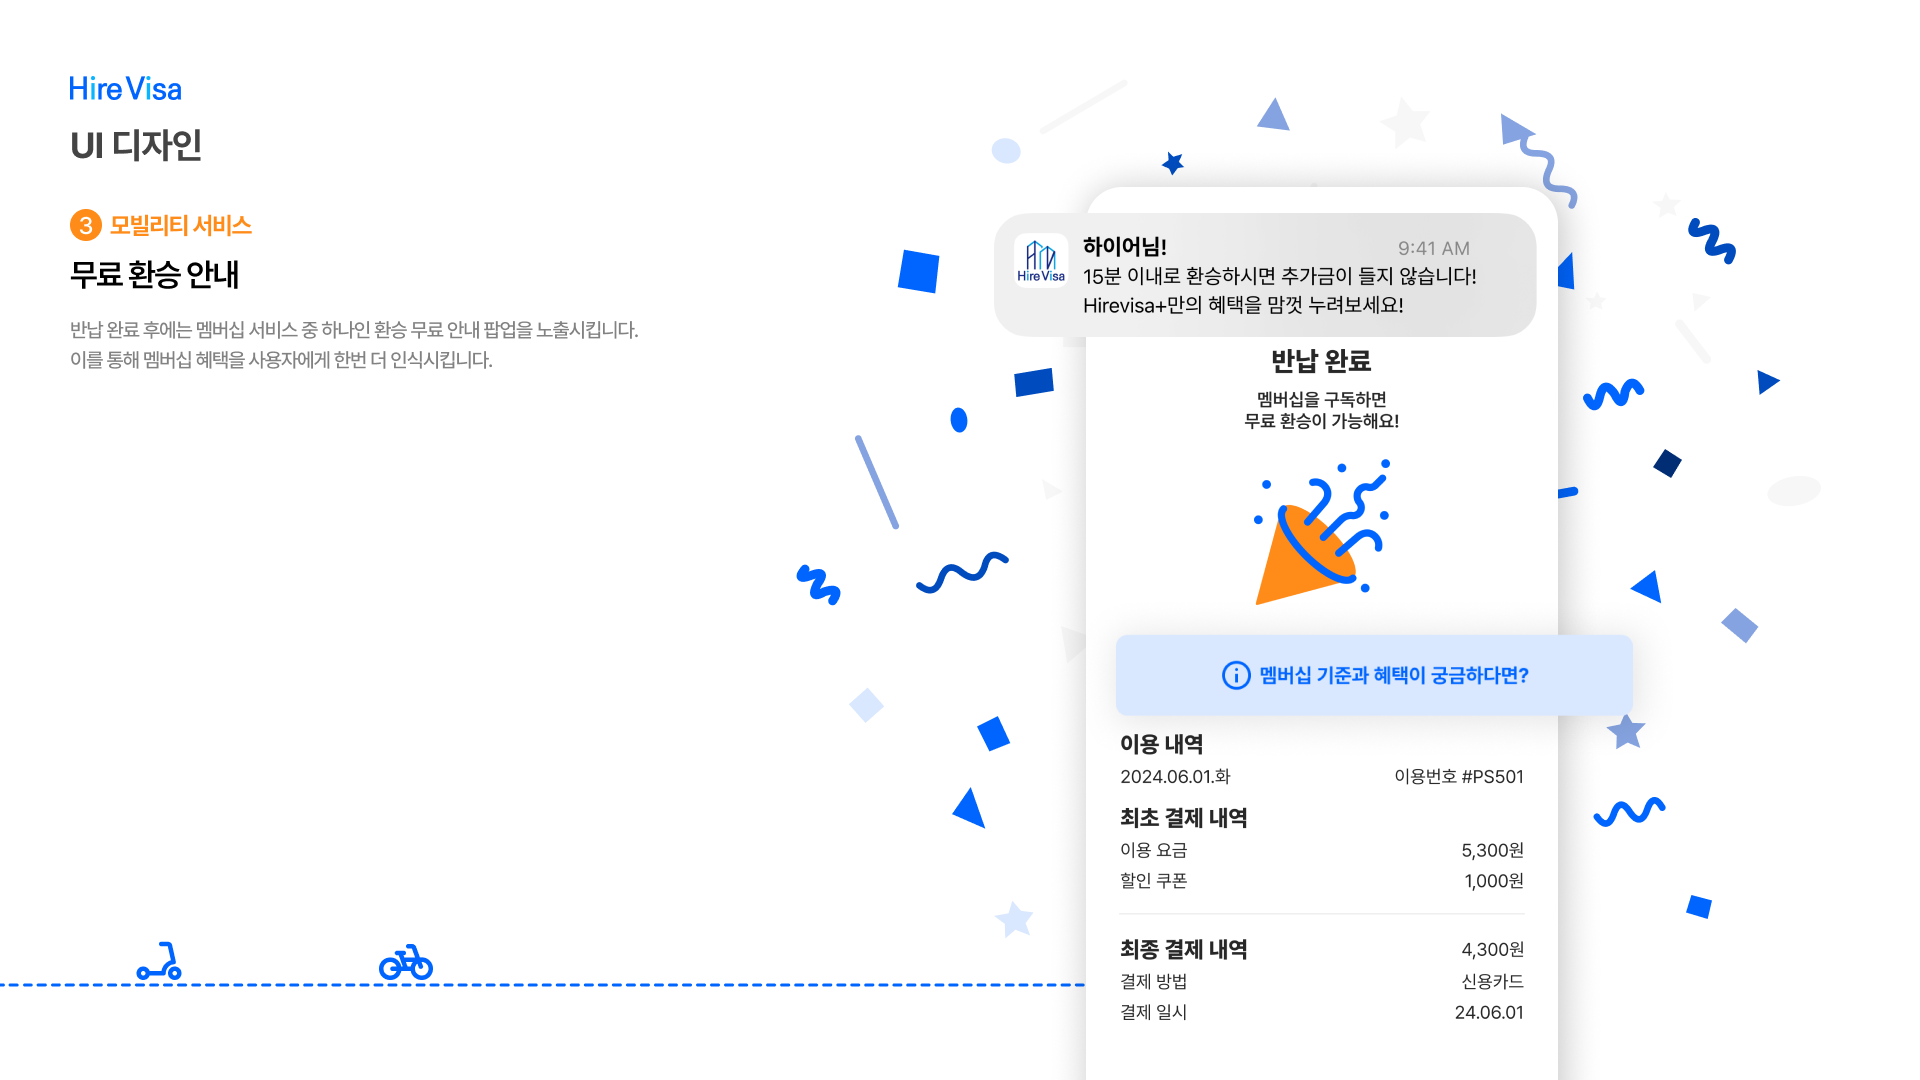 Hire Visa
UI 디자인
3 모빌리티 서비스
무료 환승 안내
반납 완료 후에는 멤버십 서비스 중 하나인 환승 무료 안내 팝업을 노출시킵니다.
이를 통해 멤버십 혜택을 사용자에게 한번 더 인식시킵니다.
Hire Visa
하이어님!
9:41 AM
15분 이내로 환승하시면 추가금이 들지 않습니다!
Hirevisa+만의 혜택을 맘껏 누려보세요!
반납 완료
멤버십을 구독하면
무료 환승이 가능해요!
멤버십 기준과 혜택이 궁금하다면?
이용 내역
2024.06.01.화 이용번호 #PS501
최초 결제 내역
이용 요금 5,300원
할인 쿠폰 1,000원
최종 결제 내역 4,300원
결제 방법 신용카드
결제 일시 24.06.01